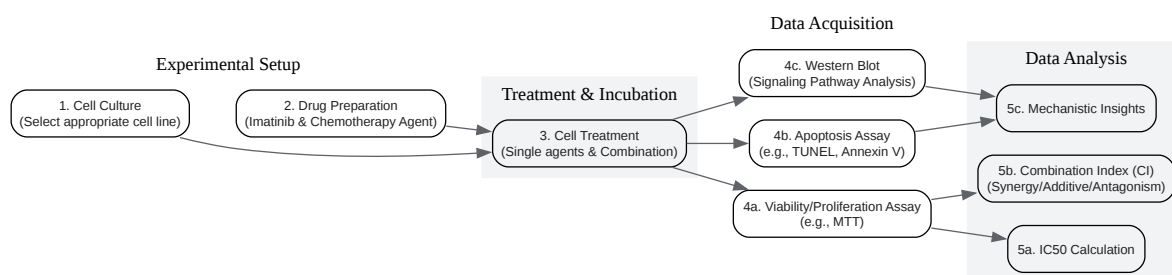 Experimental Setup
1. Cell Culture
(Select appropriate cell line)
2. Drug Preparation
(Imatinib & Chemotherapy Agent)
Treatment & Incubation
3. Cell Treatment
(Single agents & Combination)
Data Acquisition
4c. Western Blot
(Signaling Pathway Analysis)
4b. Apoptosis Assay
(e.g., TUNEL, Annexin V)
4a. Viability/Proliferation Assay
(e.g., MTT)
Data Analysis
5c. Mechanistic Insights
5b. Combination Index (CI)
(Synergy/Additive/Antagonism)
5a. IC50 Calculation